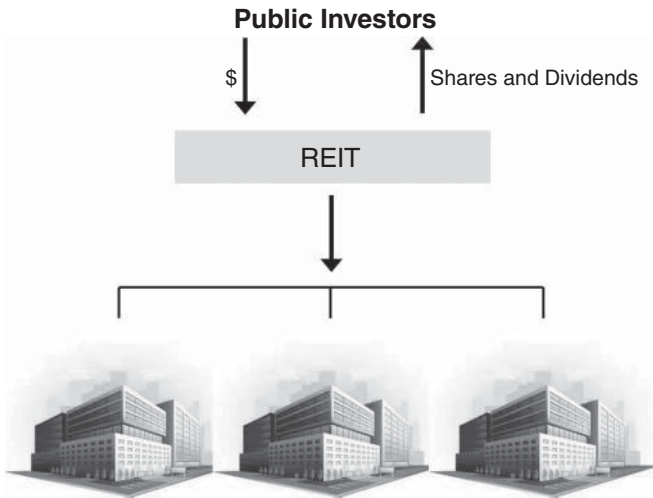 Public Investors
$
Shares and Dividends
REIT